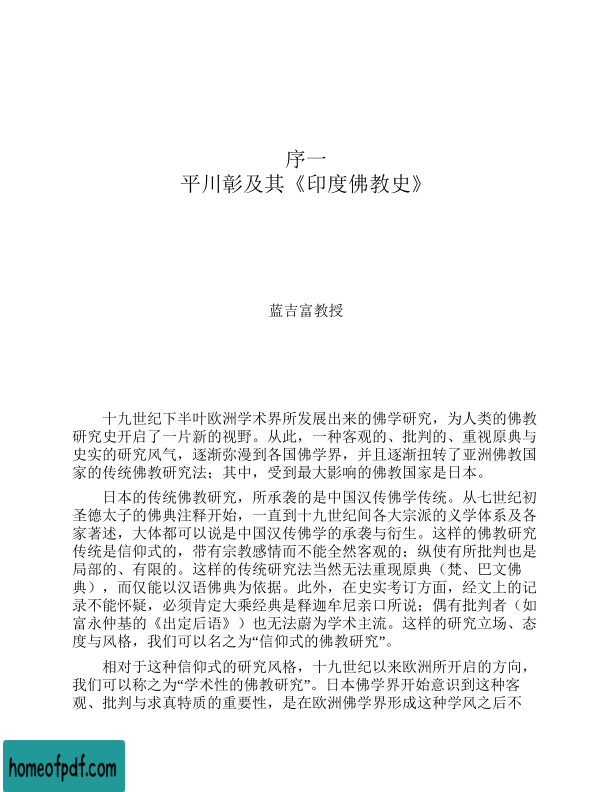 序一
平川彰及其《印度佛教史》
蓝吉富教授
十九世纪下半叶欧洲学术界所发展出来的佛学研究，为人类的佛教
研究史开启了一片新的视野。从此，一种客观的、批判的、重视原典与
史实的研究风气，逐渐弥漫到各国佛学界，并且逐渐扭转了亚洲佛教国
家的传统佛教研究法；其中，受到最大影响的佛教国家是日本。
日本的传统佛教研究，所承袭的是中国汉传佛学传统。从七世纪初
圣德太子的佛典注释开始，一直到十九世纪间各大宗派的义学体系及各
家著述，大体都可以说是中国汉传佛学的承袭与衍生。这样的佛教研究
传统是信仰式的，带有宗教感情而不能全然客观的；纵使有所批判也是
局部的、有限的。这样的传统研究法当然无法重现原典（梵、巴文佛
典），而仅能以汉语佛典为依据。此外，在史实考订方面，经文上的记
录不能怀疑，必须肯定大乘经典是释迦牟尼亲口所说；偶有批判者（如
富永仲基的《出定后语》）也无法蔚为学术主流。这样的研究立场、态
度与风格，我们可以名之为“信仰式的佛教研究”。
相对于这种信仰式的研究风格，十九世纪以来欧洲所开启的方向，
我们可以称之为“学术性的佛教研究”。日本佛学界开始意识到这种客
观、批判与求真特质的重要性，是在欧洲佛学界形成这种学风之后不
homeofpdf.com